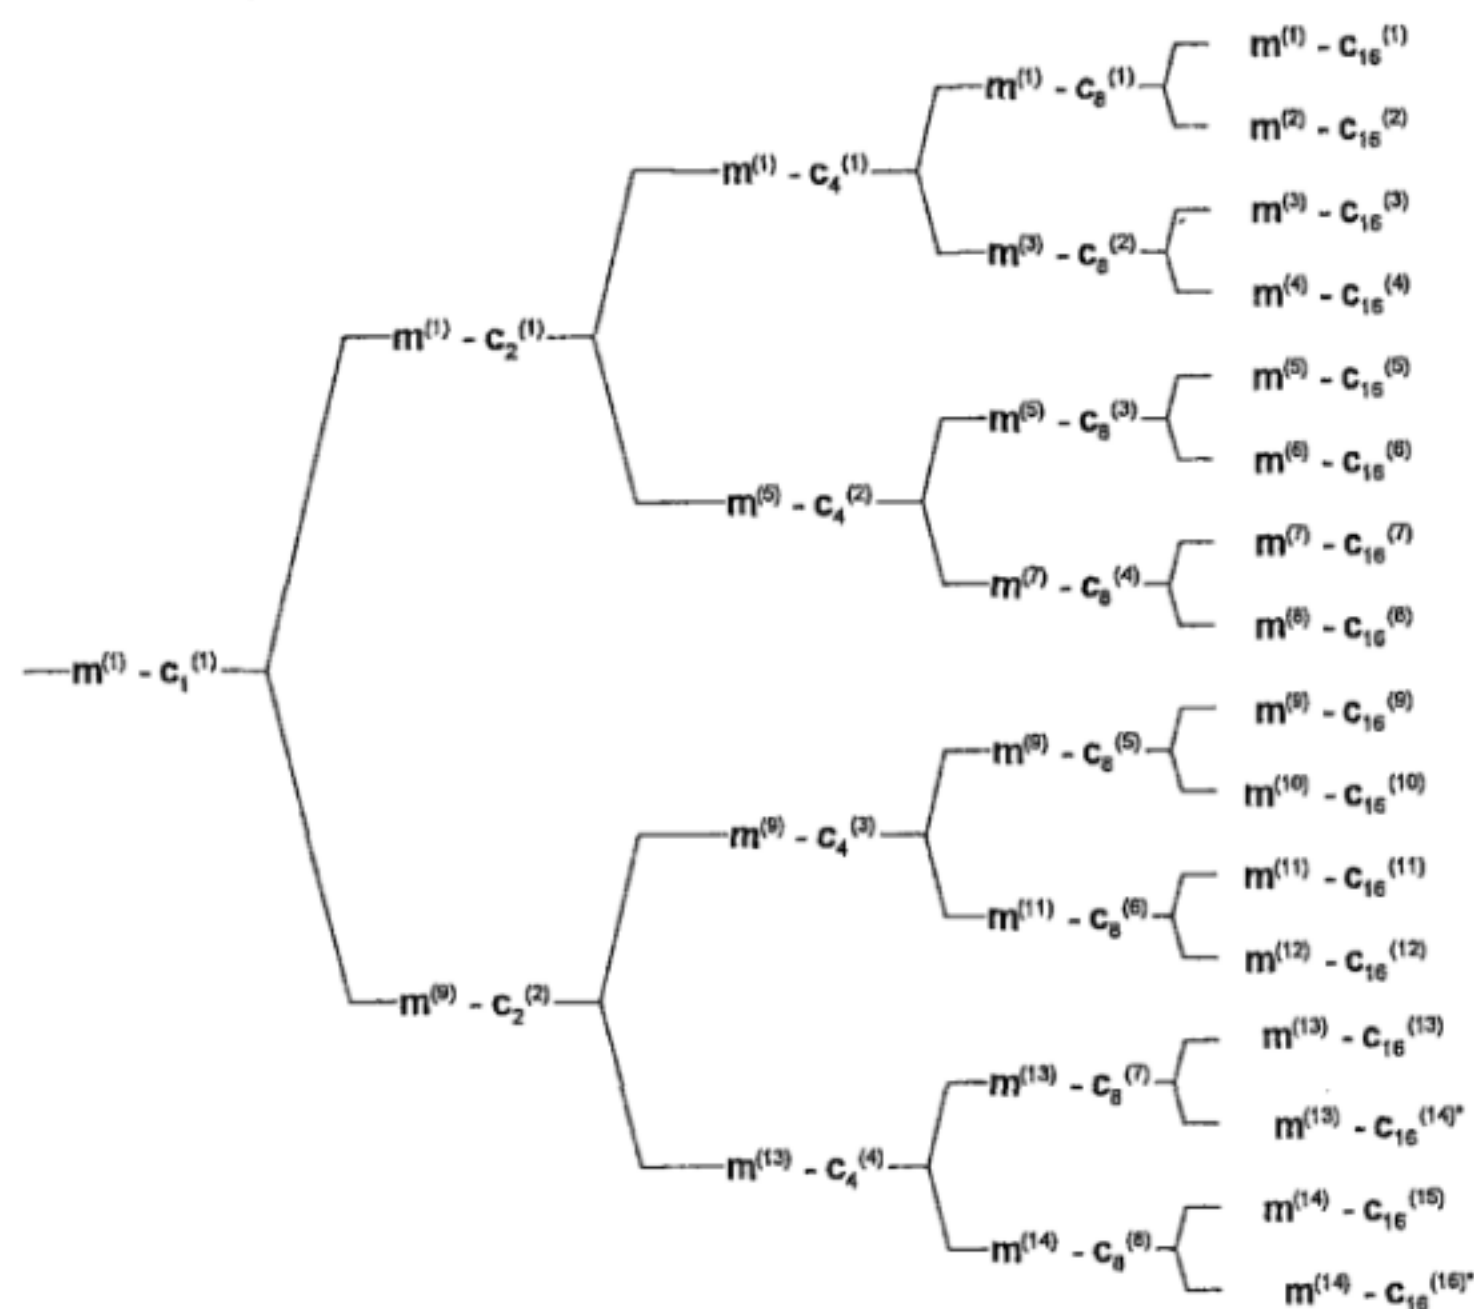 m⁽¹⁾ - c₁⁽¹⁾
m⁽¹⁾ - c₂⁽¹⁾
m⁽⁹⁾ - c₂⁽²⁾
m⁽¹⁾ - c₄⁽¹⁾
m⁽⁵⁾ - c₄⁽²⁾
m⁽⁹⁾ - c₄⁽³⁾
m⁽¹³⁾ - c₄⁽⁴⁾
m⁽¹⁾ - c₈⁽¹⁾
m⁽³⁾ - c₈⁽²⁾
m⁽⁵⁾ - c₈⁽³⁾
m⁽⁷⁾ - c₈⁽⁴⁾
m⁽⁹⁾ - c₈⁽⁵⁾
m⁽¹¹⁾ - c₈⁽⁶⁾
m⁽¹³⁾ - c₈⁽⁷⁾
m⁽¹⁴⁾ - c₈⁽⁸⁾
m⁽¹⁾ - c₁₆⁽¹⁾
m⁽²⁾ - c₁₆⁽²⁾
m⁽³⁾ - c₁₆⁽³⁾
m⁽⁴⁾ - c₁₆⁽⁴⁾
m⁽⁵⁾ - c₁₆⁽⁵⁾
m⁽⁶⁾ - c₁₆⁽⁶⁾
m⁽⁷⁾ - c₁₆⁽⁷⁾
m⁽⁸⁾ - c₁₆⁽⁸⁾
m⁽⁹⁾ - c₁₆⁽⁹⁾
m⁽¹⁰⁾ - c₁₆⁽¹⁰⁾
m⁽¹¹⁾ - c₁₆⁽¹¹⁾
m⁽¹²⁾ - c₁₆⁽¹²⁾
m⁽¹³⁾ - c₁₆⁽¹³⁾
m⁽¹³⁾ - c₁₆⁽¹⁴⁾*
m⁽¹⁴⁾ - c₁₆⁽¹⁵⁾
m⁽¹⁴⁾ - c₁₆⁽¹⁶⁾*